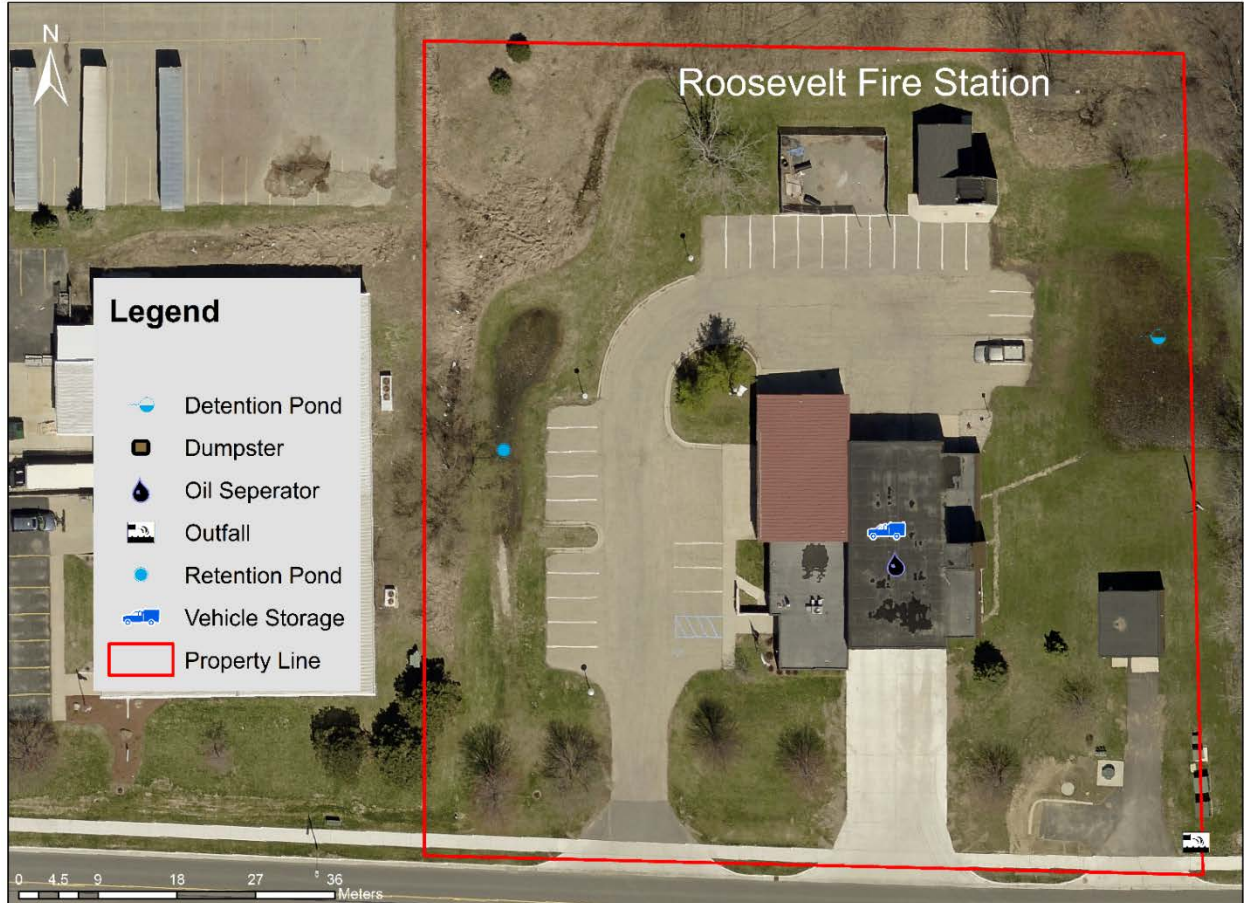 N
Roosevelt Fire Station
Legend
Detention Pond
Dumpster
Oil Seperator
Outfall
Retention Pond
Vehicle Storage
Property Line
0 4.5 9 18 27 36
Meters